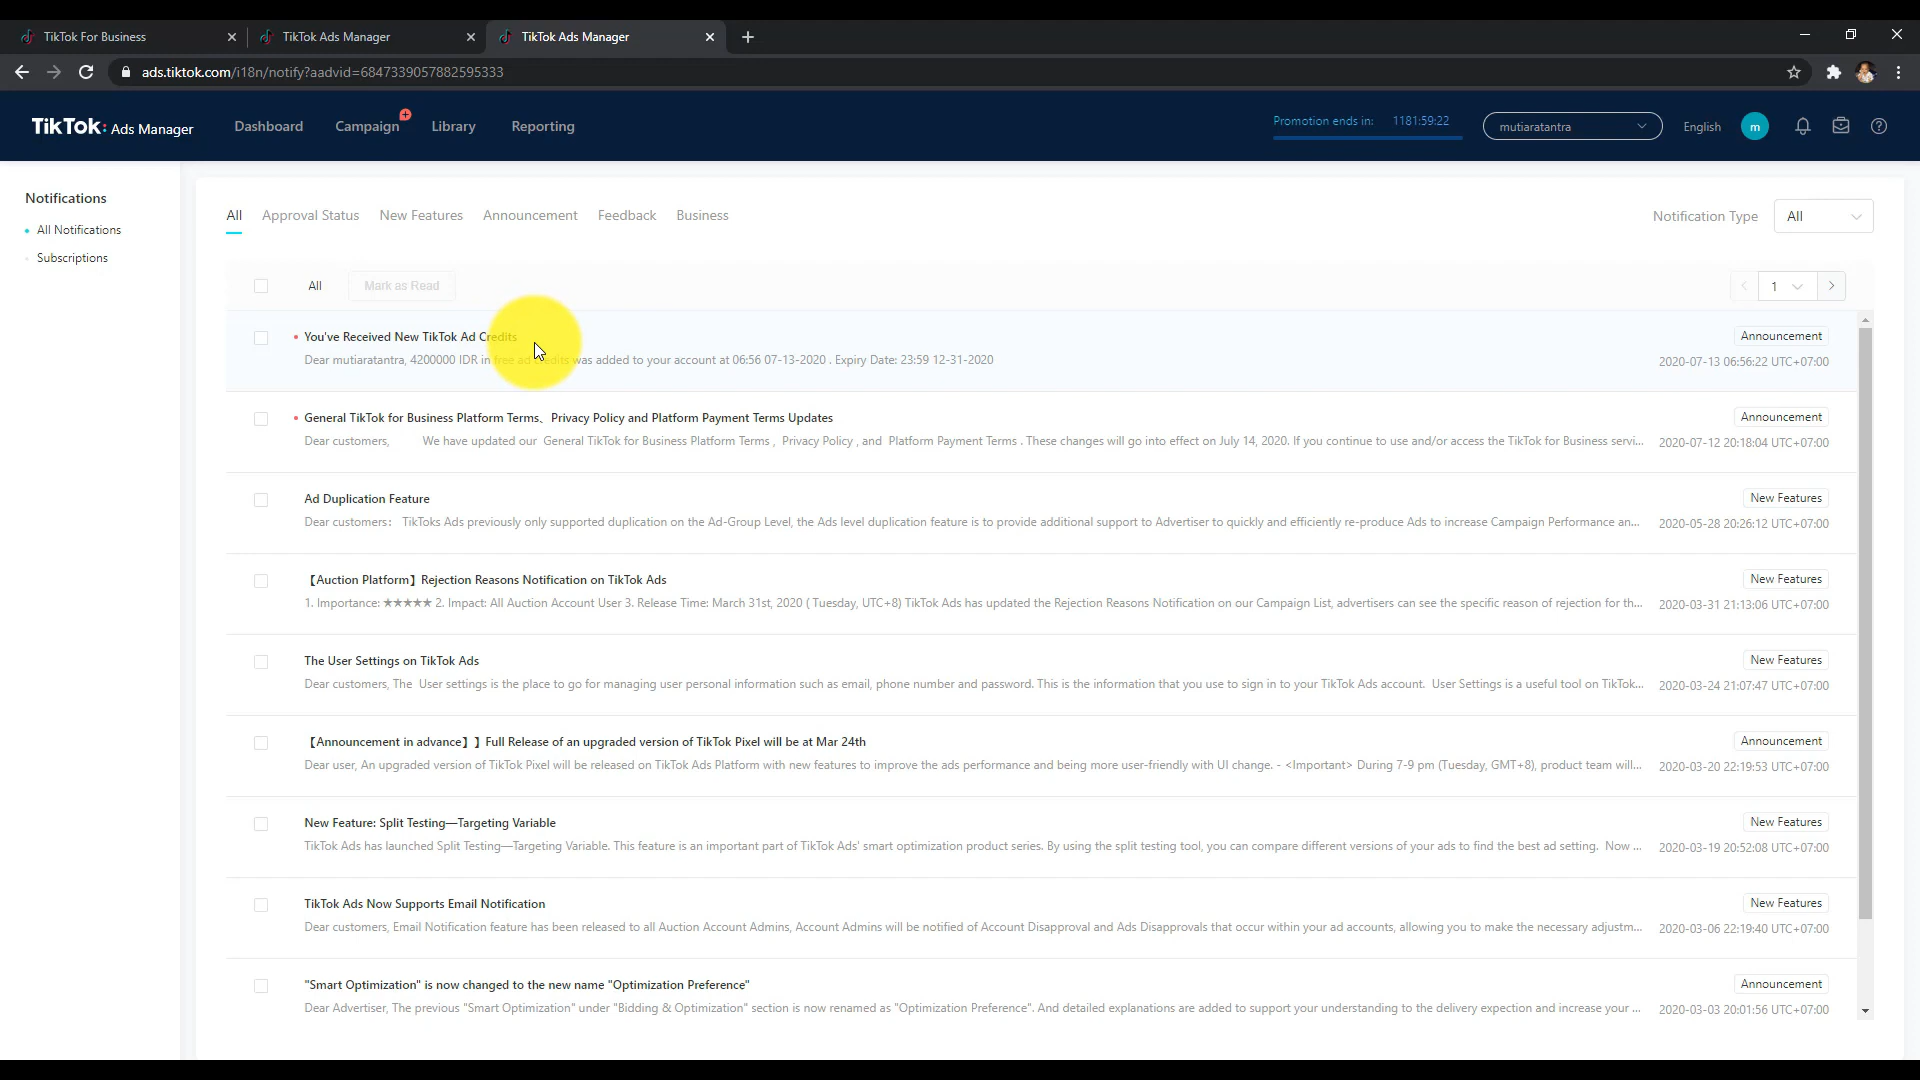 TikTok For Business
TikTok Ads Manager
TikTok Ads Manager
ads.tiktok.com/i18n/notify?aadvid=6847339057882595333
TikTok: Ads Manager
Dashboard
Campaign
Library
Reporting
Promotion ends in: 1181:59:22
mutiaratantra
English
m
Notifications
All Notifications
Subscriptions
All
Approval Status
New Features
Announcement
Feedback
Business
Notification Type
All
All
Mark as Read
1
You've Received New TikTok Ad Credits
Announcement
Dear mutiaratantra, 4200000 IDR in free ad credits was added to your account at 06:56 07-13-2020 . Expiry Date: 23:59 12-31-2020
2020-07-13 06:56:22 UTC+07:00
General TikTok for Business Platform Terms、Privacy Policy and Platform Payment Terms Updates
Announcement
Dear customers, We have updated our General TikTok for Business Platform Terms , Privacy Policy , and Platform Payment Terms . These changes will go into effect on July 14, 2020. If you continue to use and/or access the TikTok for Business servi...
2020-07-12 20:18:04 UTC+07:00
Ad Duplication Feature
New Features
Dear customers： TikToks Ads previously only supported duplication on the Ad-Group Level, the Ads level duplication feature is to provide additional support to Advertiser to quickly and efficiently re-produce Ads to increase Campaign Performance an...
2020-05-28 20:26:12 UTC+07:00
【Auction Platform】Rejection Reasons Notification on TikTok Ads
New Features
1. Importance: ★★★★★ 2. Impact: All Auction Account User 3. Release Time: March 31st, 2020 ( Tuesday, UTC+8) TikTok Ads has updated the Rejection Reasons Notification on our Campaign List, advertisers can see the specific reason of rejection for th...
2020-03-31 21:13:06 UTC+07:00
The User Settings on TikTok Ads
New Features
Dear customers, The User settings is the place to go for managing user personal information such as email, phone number and password. This is the information that you use to sign in to your TikTok Ads account. User Settings is a useful tool on TikTok...
2020-03-24 21:07:47 UTC+07:00
【Announcement in advance】】Full Release of an upgraded version of TikTok Pixel will be at Mar 24th
Announcement
Dear user, An upgraded version of TikTok Pixel will be released on TikTok Ads Platform with new features to improve the ads performance and being more user-friendly with UI change. - <Important> During 7-9 pm (Tuesday, GMT+8), product team will...
2020-03-20 22:19:53 UTC+07:00
New Feature: Split Testing—Targeting Variable
New Features
TikTok Ads has launched Split Testing—Targeting Variable. This feature is an important part of TikTok Ads' smart optimization product series. By using the split testing tool, you can compare different versions of your ads to find the best ad setting. Now ...
2020-03-19 20:52:08 UTC+07:00
TikTok Ads Now Supports Email Notification
New Features
Dear customers, Email Notification feature has been released to all Auction Account Admins, Account Admins will be notified of Account Disapproval and Ads Disapprovals that occur within your ad accounts, allowing you to make the necessary adjustm...
2020-03-06 22:19:40 UTC+07:00
"Smart Optimization" is now changed to the new name "Optimization Preference"
Announcement
Dear Advertiser, The previous "Smart Optimization" under "Bidding & Optimization" section is now renamed as "Optimization Preference". And detailed explanations are added to support your understanding to the delivery expection and increase your ...
2020-03-03 20:01:56 UTC+07:00